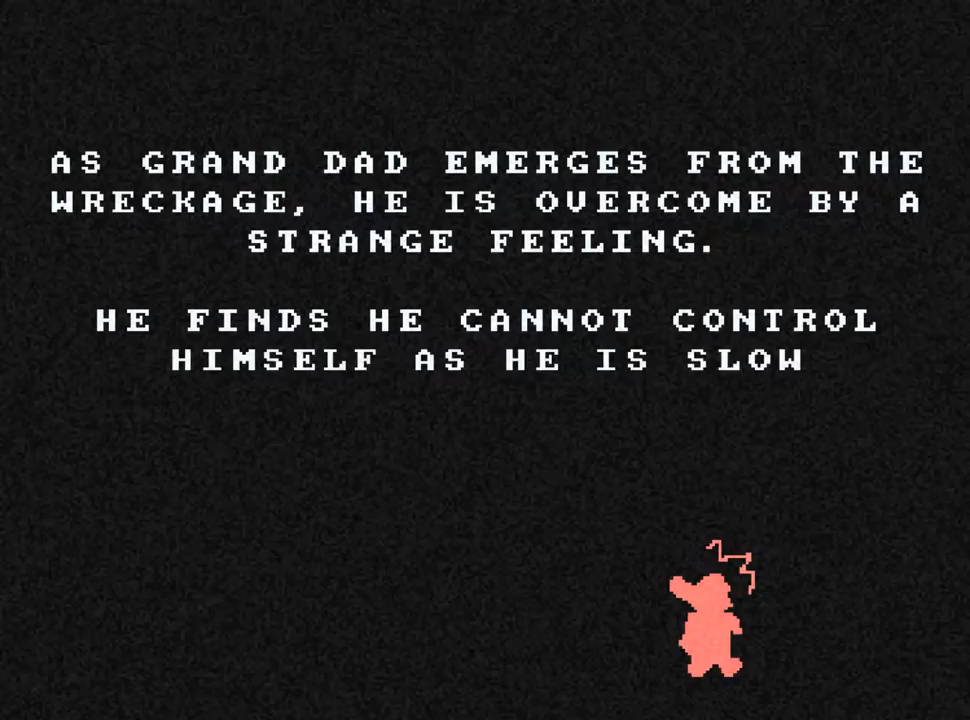 AS GRAND DAD EMERGES FROM THE
WRECKAGE, HE IS OVERCOME BY A
STRANGE FEELING.
HE FINDS HE CANNOT CONTROL
HIMSELF AS HE IS SLOW